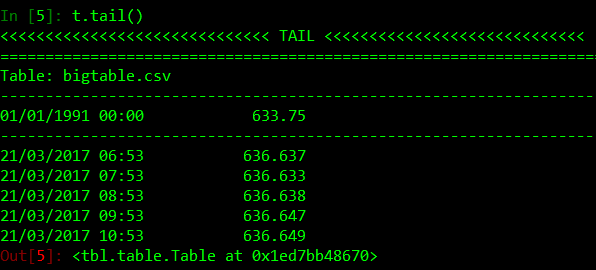 In [5]: t.tail()
<<<<<<<<<<<<<<<<<<<<<<<<<<<<<< TAIL <<<<<<<<<<<<<<<<<<<<<<<<<<<<<
==================================================================
Table: bigtable.csv
------------------------------------------------------------------
01/01/1991 00:00            633.75
------------------------------------------------------------------
21/03/2017 06:53           636.637
21/03/2017 07:53           636.633
21/03/2017 08:53           636.638
21/03/2017 09:53           636.647
21/03/2017 10:53           636.649
Out[5]: <tbl.table.Table at 0x1ed7bb48670>